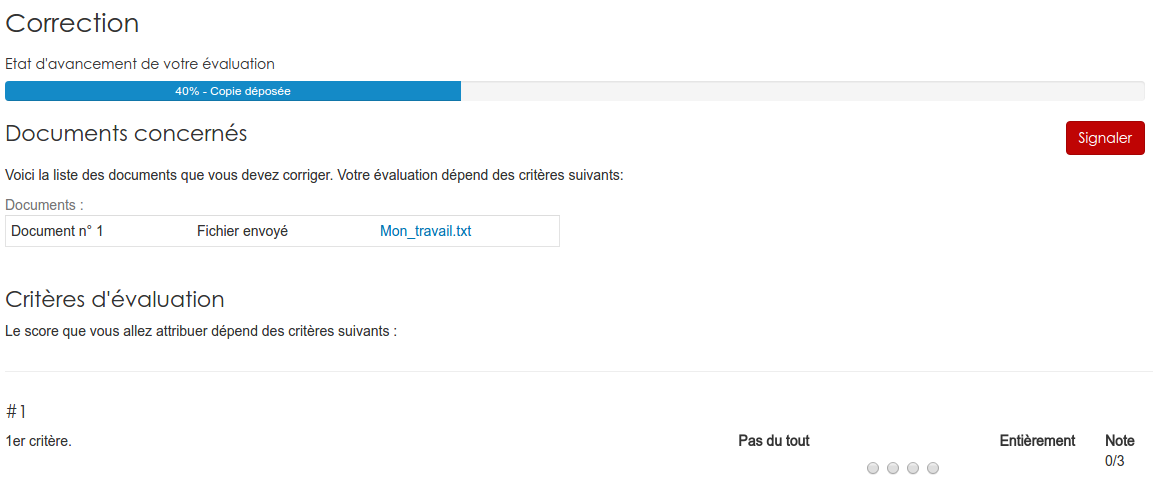 Correction
Etat d'avancement de votre évaluation
40% - Copie déposée
Documents concernés
Signaler
Voici la liste des documents que vous devez corriger. Votre évaluation dépend des critères suivants:
Documents :
Document n° 1 Fichier envoyé Mon_travail.txt
Critères d'évaluation
Le score que vous allez attribuer dépend des critères suivants :
#1
1er critère. Pas du tout Entièrement Note
0/3